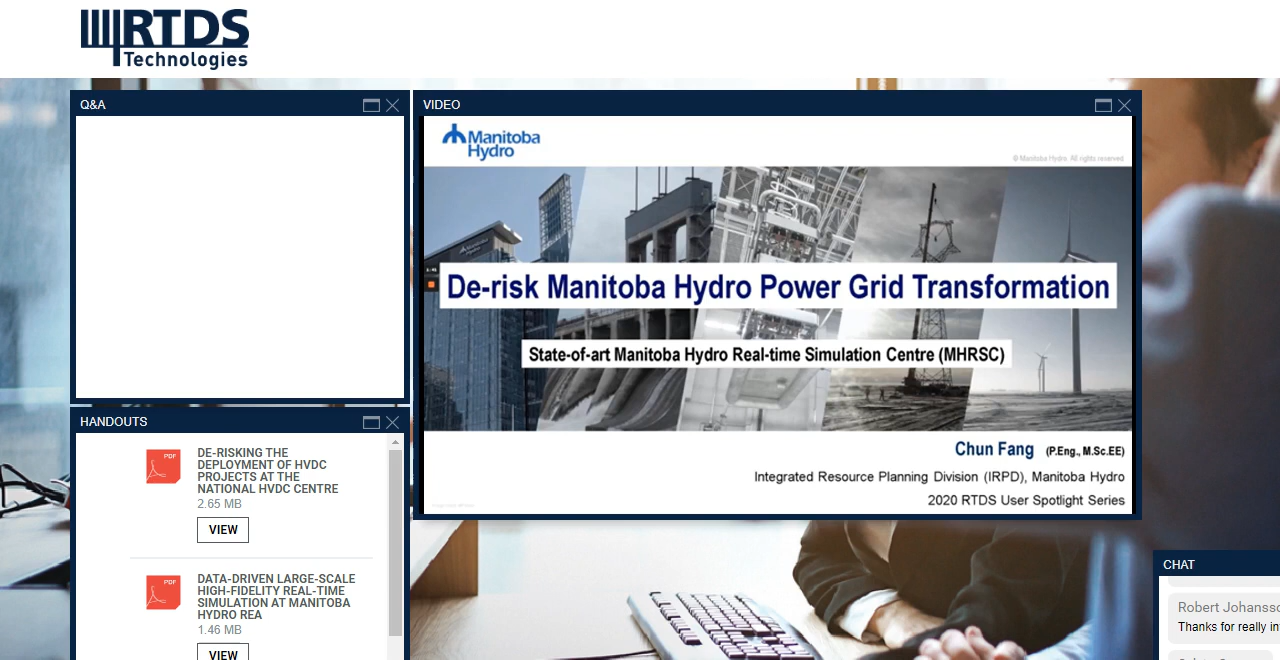 RTDS
Technologies
Q&A
VIDEO
Manitoba
Hydro
© Manitoba Hydro All rights reserved
De-risk Manitoba Hydro Power Grid Transformation
State-of-art Manitoba Hydro Real-time Simulation Centre (MHRSC)
Chun Fang (P.Eng., M.Sc.EE)
Integrated Resource Planning Division (IRPD), Manitoba Hydro
2020 RTDS User Spotlight Series
HANDOUTS
PDF
DE-RISKING THE
DEPLOYMENT OF HVDC
PROJECTS AT THE
NATIONAL HVDC CENTRE
2.65 MB
VIEW
PDF
DATA-DRIVEN LARGE-SCALE
HIGH-FIDELITY REAL-TIME
SIMULATION AT MANITOBA
HYDRO REA
1.46 MB
VIEW
CHAT
Robert Johansso
Thanks for really in